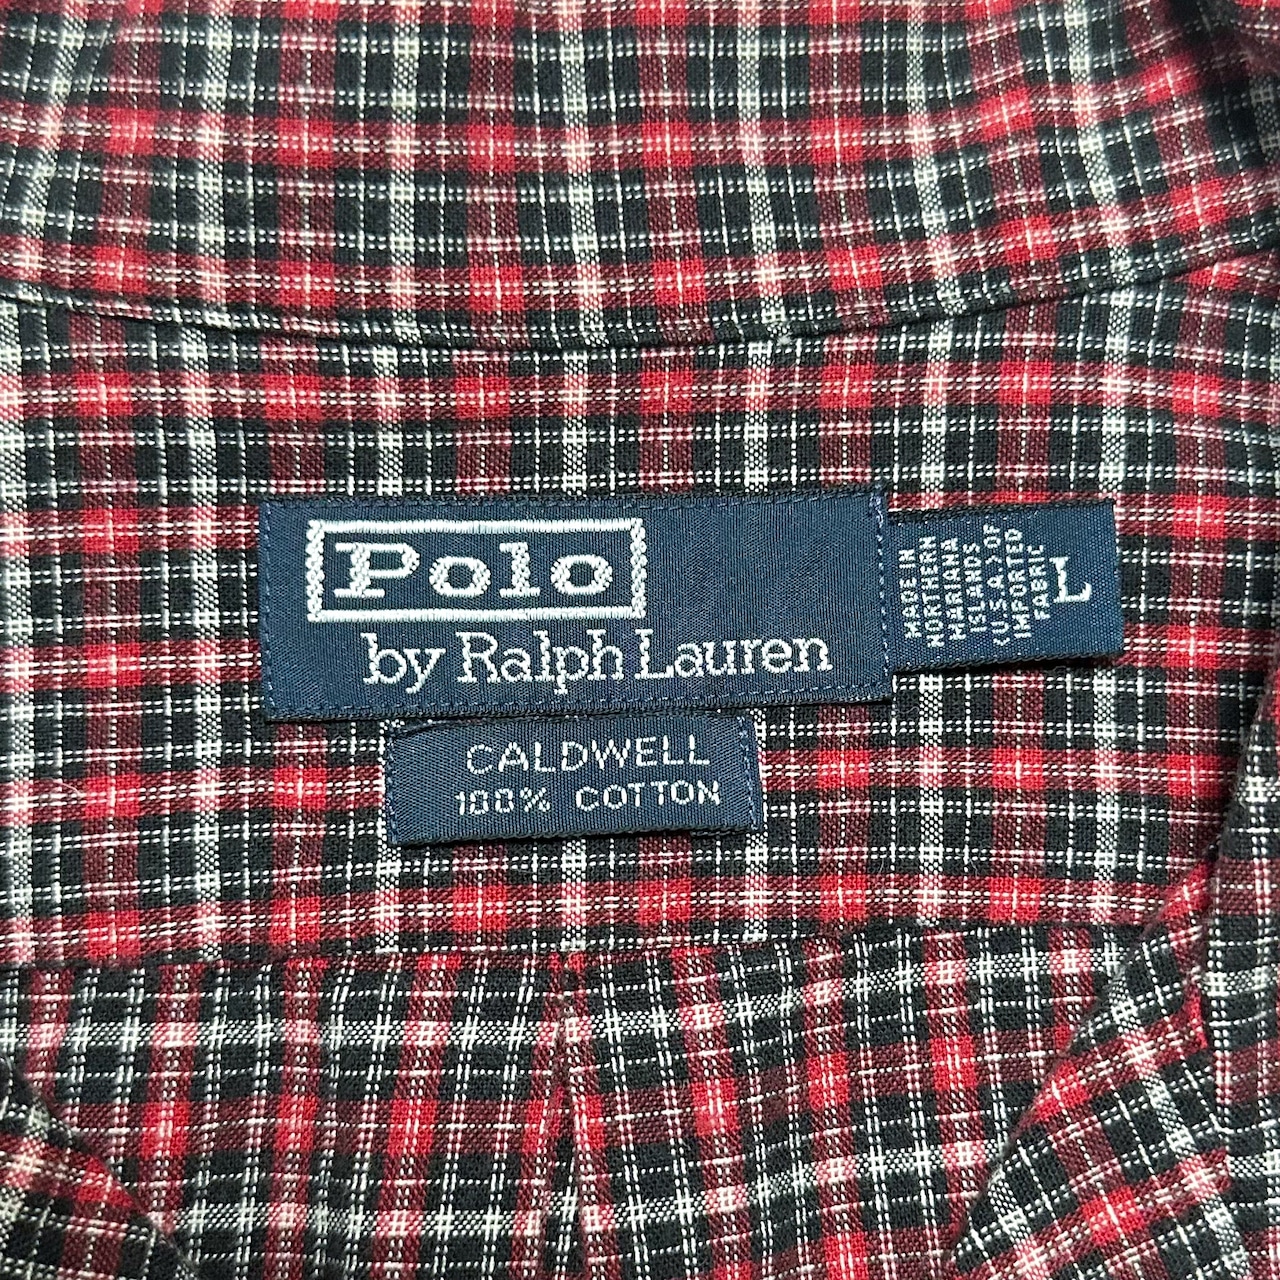 Polo
by Ralph Lauren
MADE IN
NORTHERN
MARIANA
ISLANDS
(U.S.A.) OF
IMPORTED
FABRIC
L
CALDWELL
100% COTTON